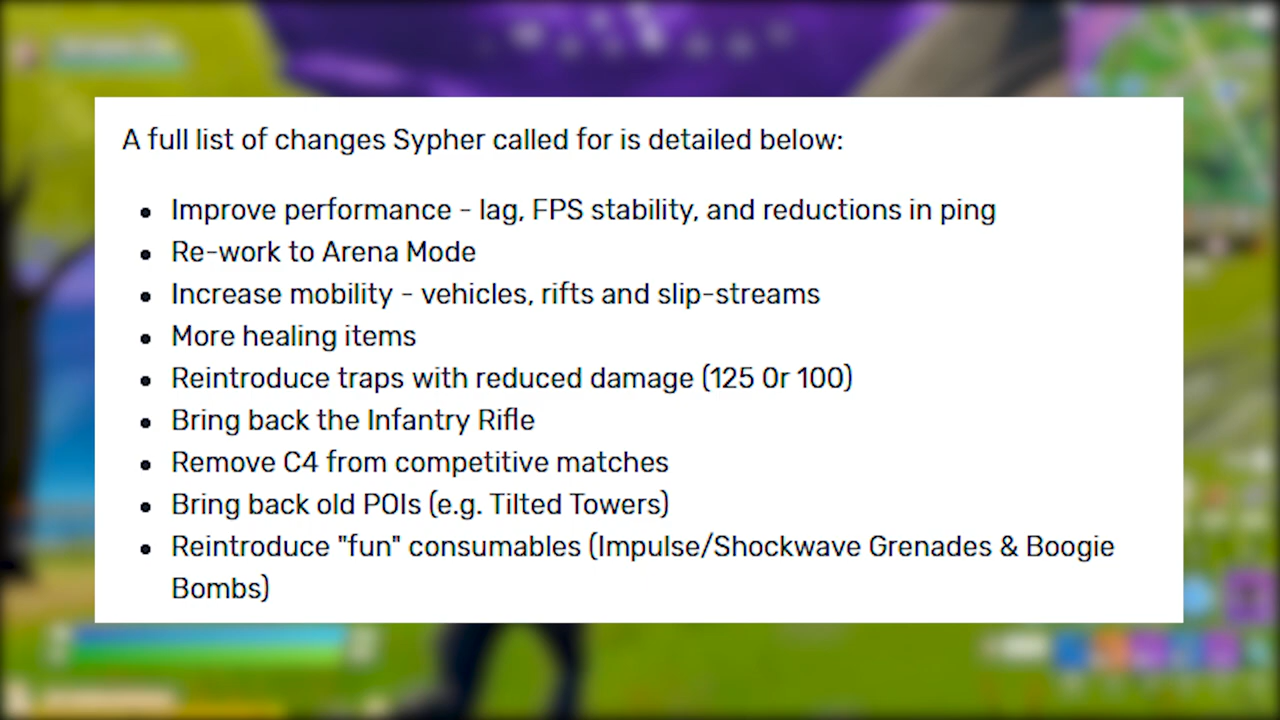 A full list of changes Sypher called for is detailed below:
• Improve performance - lag, FPS stability, and reductions in ping
• Re-work to Arena Mode
• Increase mobility - vehicles, rifts and slip-streams
• More healing items
• Reintroduce traps with reduced damage (125 0r 100)
• Bring back the Infantry Rifle
• Remove C4 from competitive matches
• Bring back old POIs (e.g. Tilted Towers)
• Reintroduce "fun" consumables (Impulse/Shockwave Grenades & Boogie
Bombs)